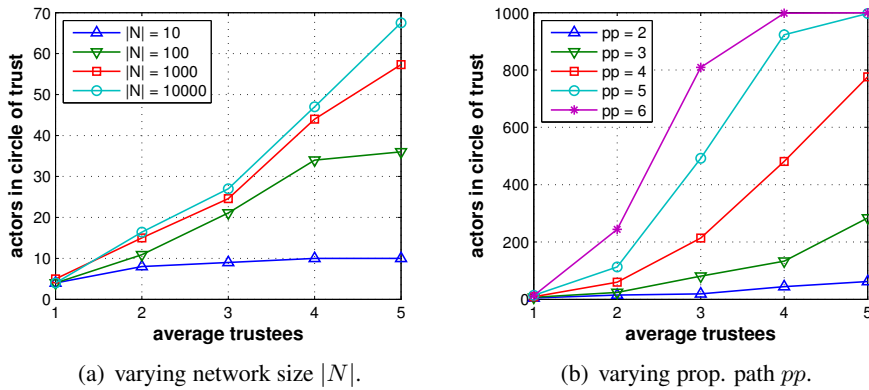 70
60
50
40
30
20
10
0
1 2 3 4 5
actors in circle of trust
average trustees
|N| = 10
|N| = 100
|N| = 1000
|N| = 10000
(a) varying network size |N|.
1000
800
600
400
200
0
1 2 3 4 5
actors in circle of trust
average trustees
pp = 2
pp = 3
pp = 4
pp = 5
pp = 6
(b) varying prop. path pp.